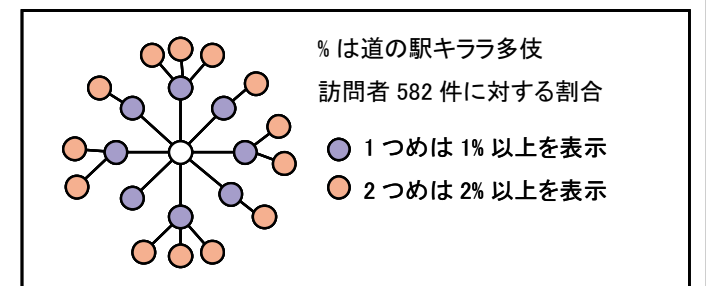 % は道の駅キララ多伎
訪問者 582 件に対する割合
1 つめは 1% 以上を表示
2 つめは 2% 以上を表示